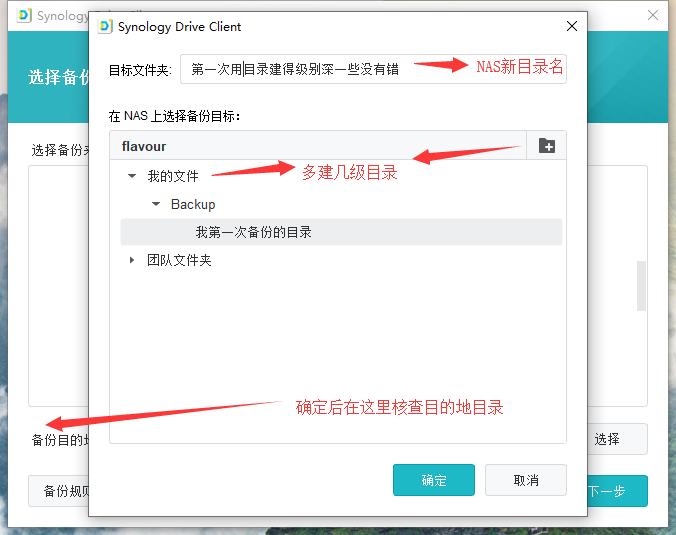 Synology Drive Client
选择备份
目标文件夹:
第一次用目录建得级别深一些没有错
NAS新目录名
在 NAS 上选择备份目标:
选择备份
flavour
我的文件
多建几级目录
Backup
我第一次备份的目录
团队文件夹
确定后在这里核查目的地目录
备份目的地
选择
备份规则
确定
取消
下一步